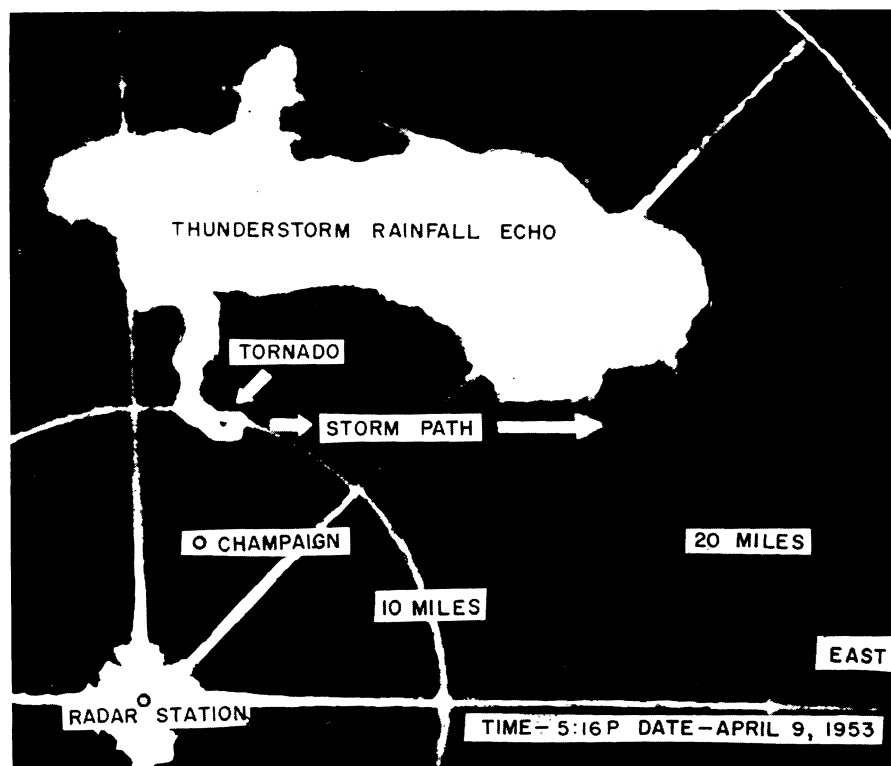 THUNDERSTORM RAINFALL ECHO
TORNADO
STORM PATH
O CHAMPAIGN
20 MILES
10 MILES
EAST
RADAR STATION
TIME- 5:16P DATE-APRIL 9, 1953